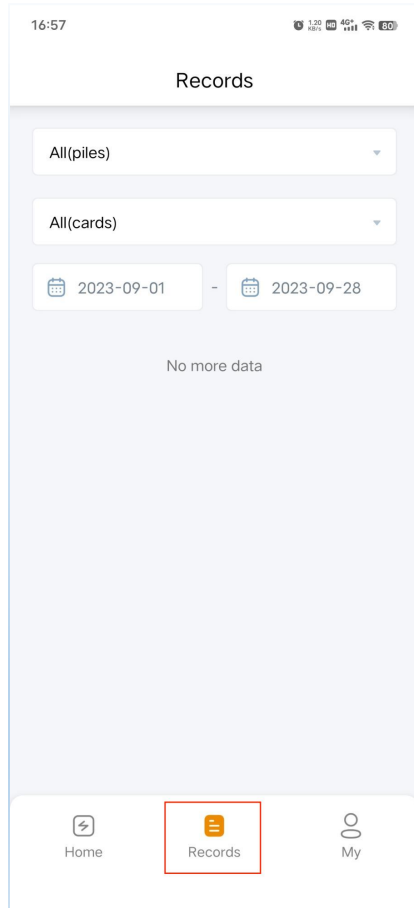 16:57
1.20 KB/s HD 4G+ 80
Records
All(piles)
All(cards)
2023-09-01 - 2023-09-28
No more data
Home Records My